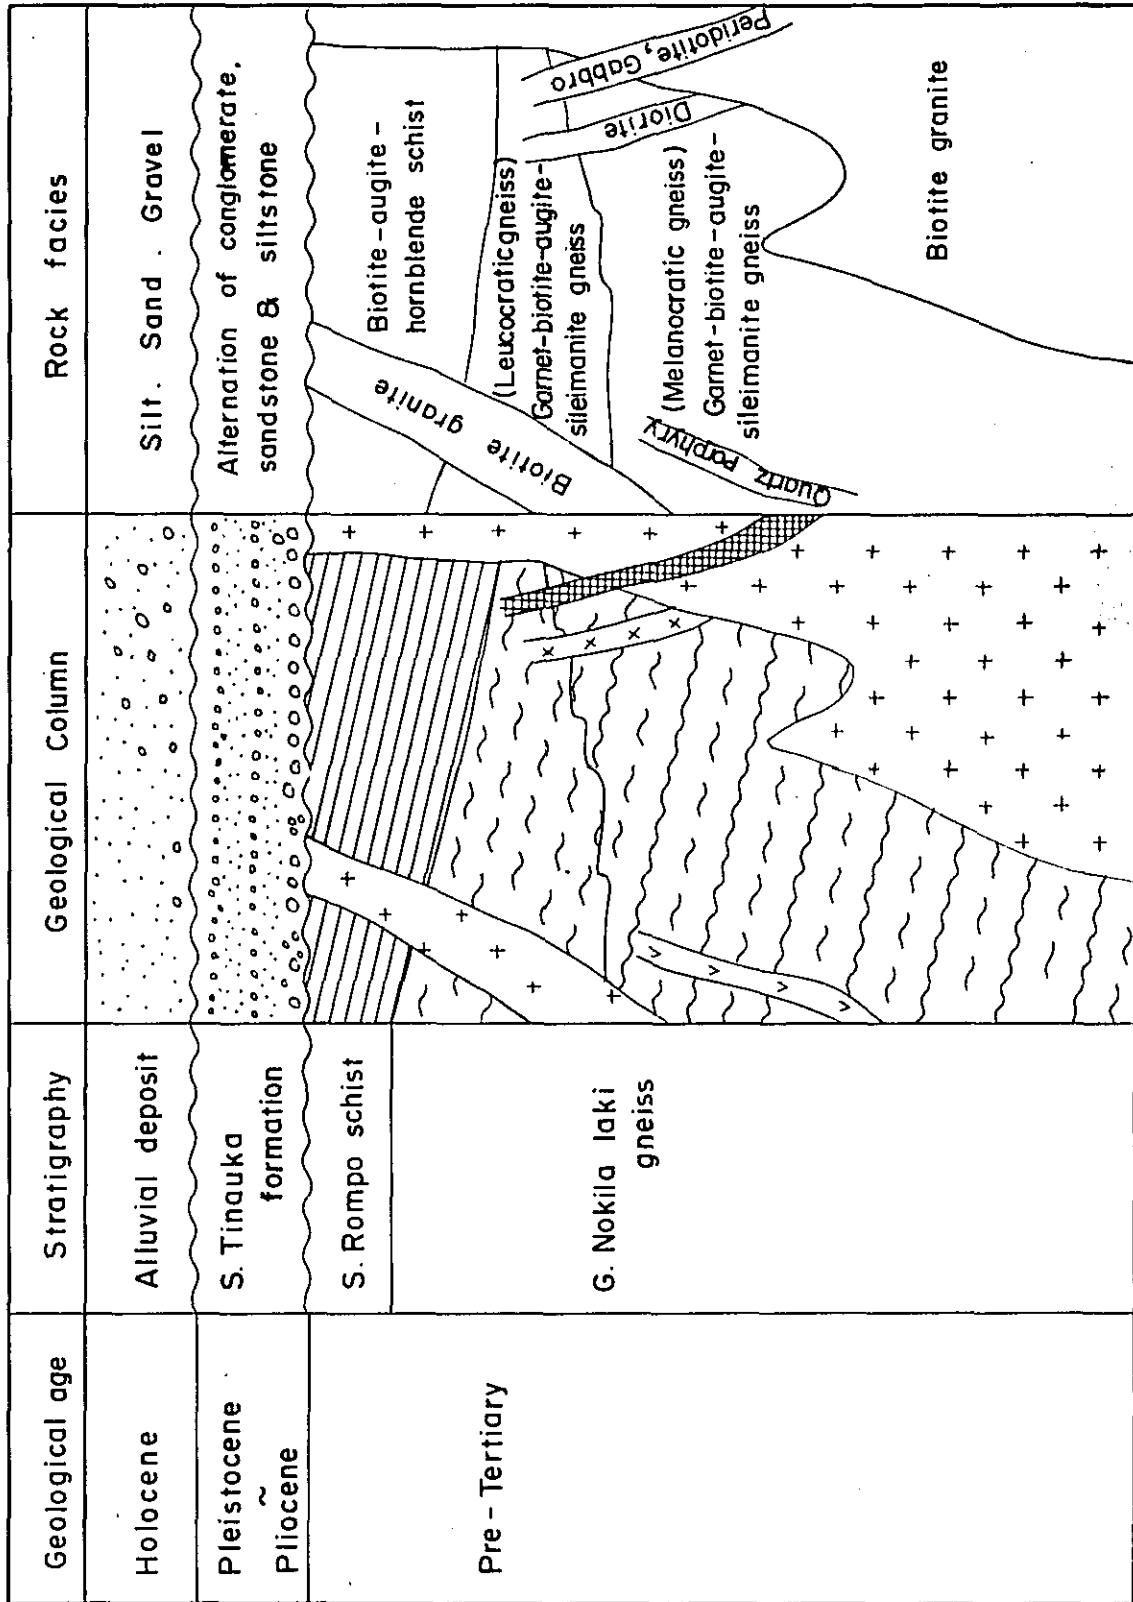 Geological age
Stratigraphy
Geological Column
Rock facies
Holocene
Alluvial deposit
Silt. Sand. Gravel
Pleistocene
~
Pliocene
S. Tinauka
formation
Alternation of conglomerate,
sandstone & siltstone
Pre-Tertiary
S. Rompo schist
Biotite-augite-
hornblende schist
G. Nokila laki
gneiss
Biotite granite
(Leucocratic gneiss)
Garnet-biotite-augite-
sileimanite gneiss
Diorite
Peridotite, Gabbro
Quartz Porphyry
(Melanocratic gneiss)
Garnet-biotite-augite-
sileimanite gneiss
Biotite granite